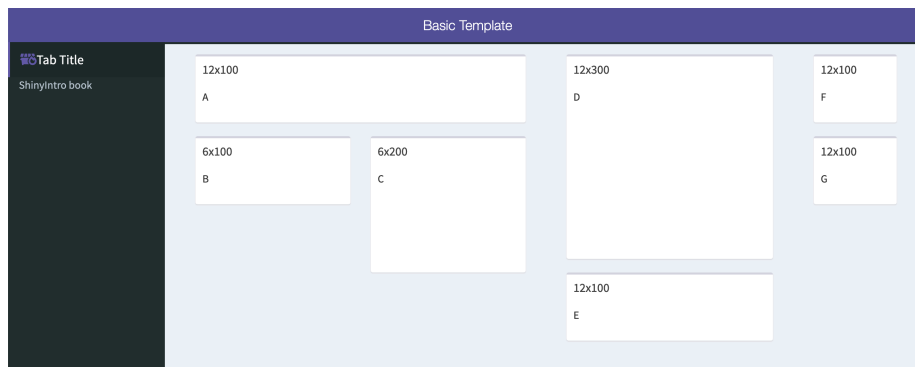 Basic Template
Tab Title
ShinyIntro book
12x100
A
6x100
B
6x200
C
12x300
D
12x100
E
12x100
F
12x100
G